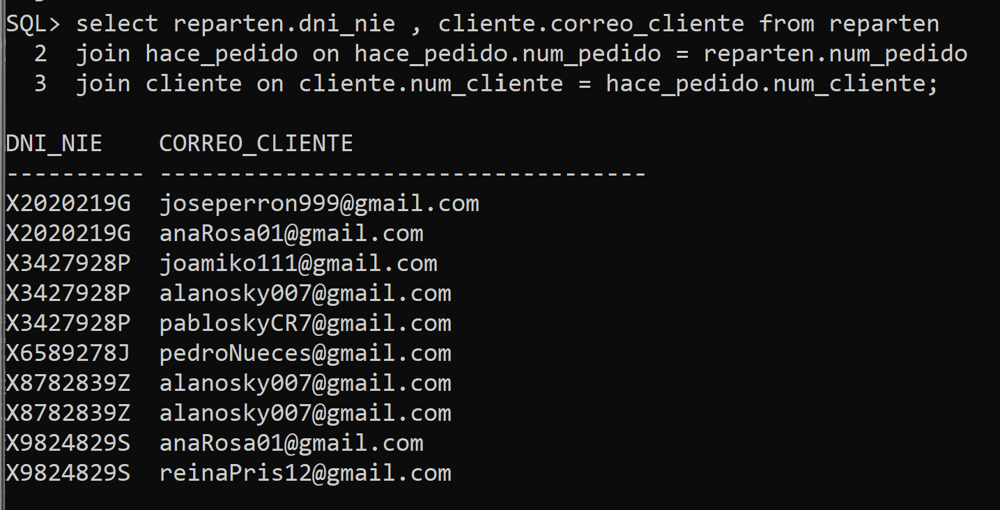 SQL> select reparten.dni_nie , cliente.correo_cliente from reparten
  2  join hace_pedido on hace_pedido.num_pedido = reparten.num_pedido
  3  join cliente on cliente.num_cliente = hace_pedido.num_cliente;

DNI_NIE    CORREO_CLIENTE
---------- -----------------------------------
X2020219G  joseperron999@gmail.com
X2020219G  anaRosa01@gmail.com
X3427928P  joamiko111@gmail.com
X3427928P  alanosky007@gmail.com
X3427928P  pabloskyCR7@gmail.com
X6589278J  pedroNueces@gmail.com
X8782839Z  alanosky007@gmail.com
X8782839Z  alanosky007@gmail.com
X9824829S  anaRosa01@gmail.com
X9824829S  reinaPris12@gmail.com